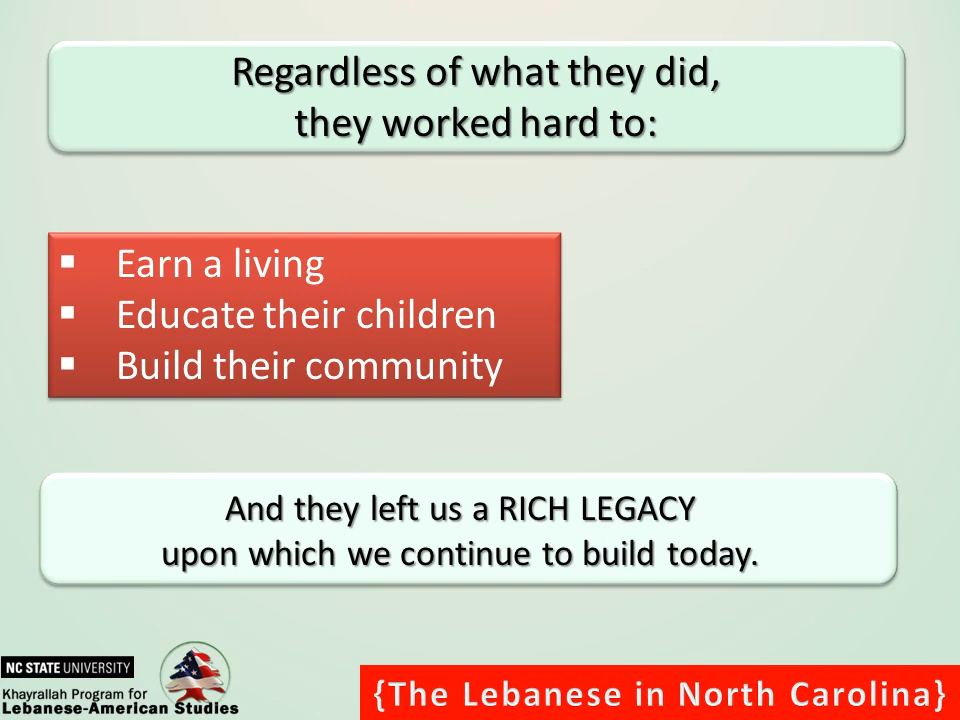 Regardless of what they did,
they worked hard to:
▪ Earn a living
▪ Educate their children
▪ Build their community
And they left us a RICH LEGACY
upon which we continue to build today.
NC STATE UNIVERSITY
Khayrallah Program for
Lebanese-American Studies
{The Lebanese in North Carolina}